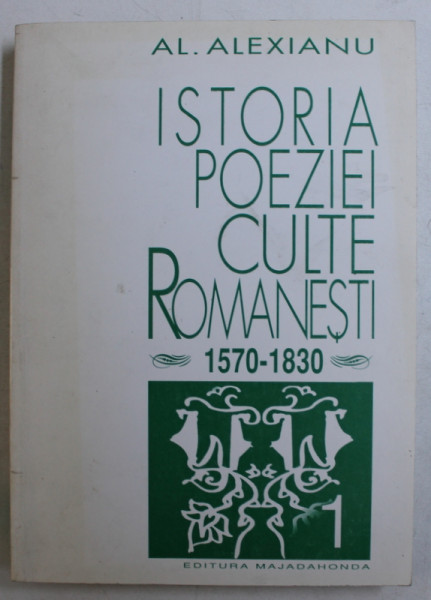 AL. ALEXIANU
ISTORIA
POEZIEI
CULTE
ROMANEŞTI
1570-1830
1
EDITURA MAJADAHONDA